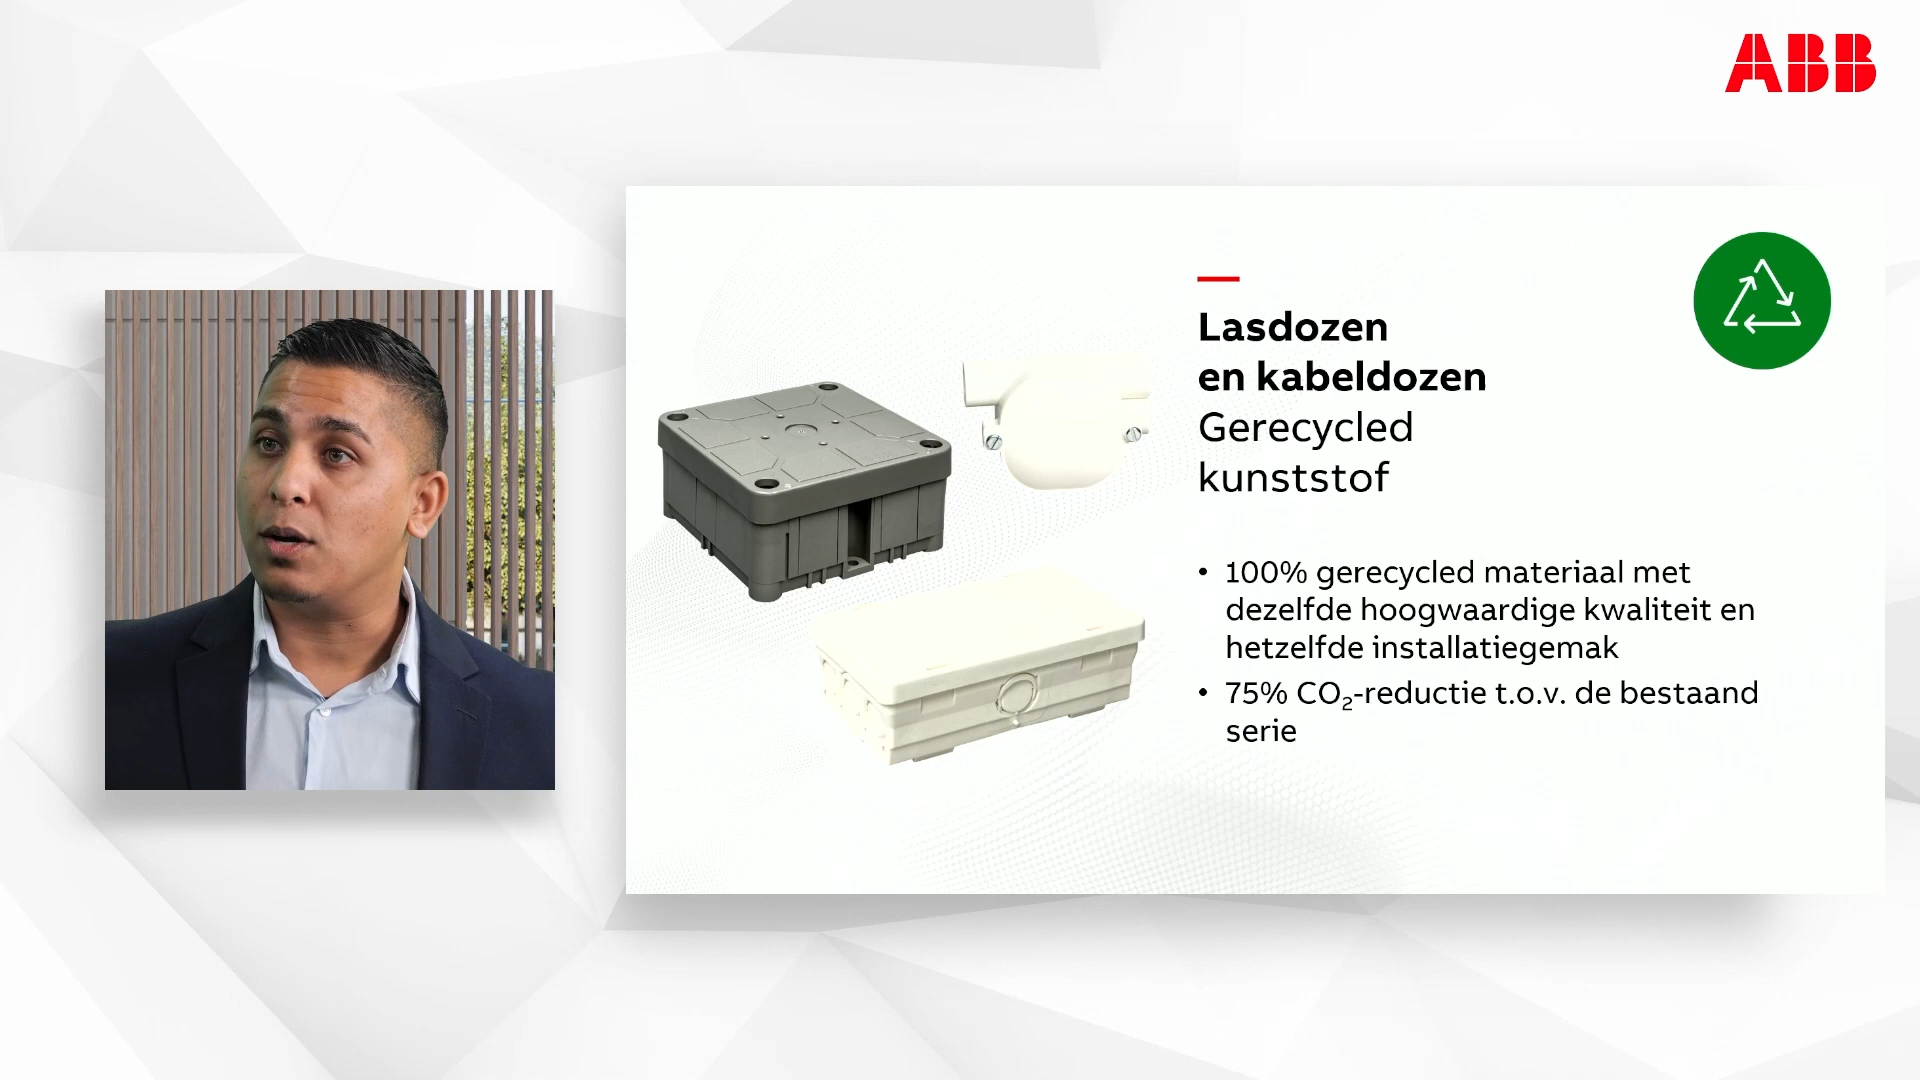 ABB
Lasdozen
en kabeldozen
Gerecycled
kunststof
• 100% gerecycled materiaal met
dezelfde hoogwaardige kwaliteit en
hetzelfde installatiegemak
• 75% CO₂-reductie t.o.v. de bestaand
serie